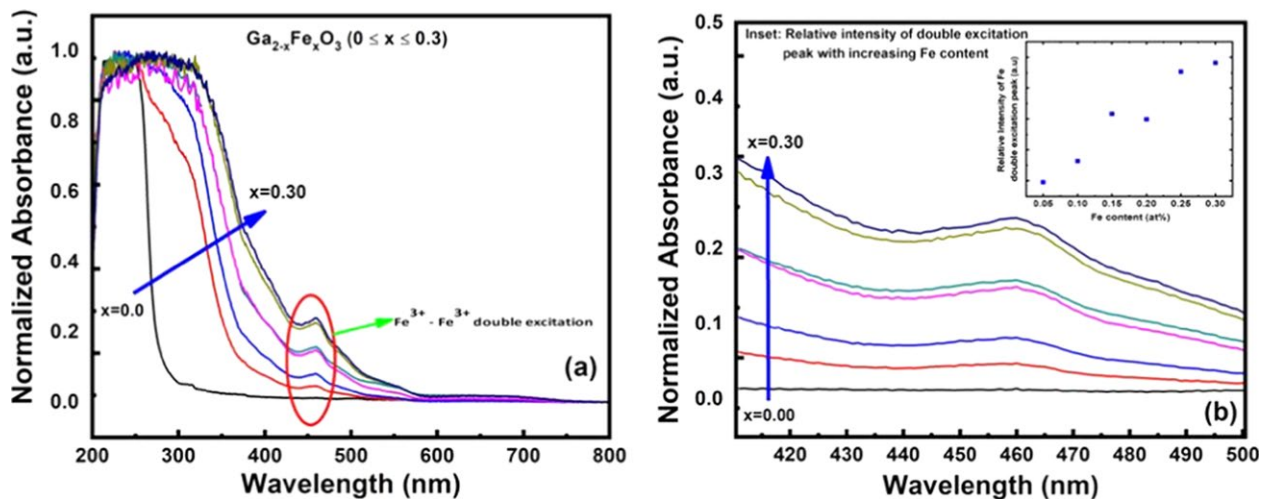 Ga2-xFexO3 (0 ≤ x ≤ 0.3)
Normalized Absorbance (a.u.)
1.0
0.8
0.6
0.4
0.2
0.0
x=0.30
x=0.0
Fe3+ - Fe3+ double excitation
(a)
200 300 400 500 600 700 800
Wavelength (nm)
Inset: Relative intensity of double excitation
peak with increasing Fe content
Normalized Absorbance (a.u.)
0.5
0.4
0.3
0.2
0.1
0.0
x=0.30
x=0.00
Relative Intensity of Fe
double excitation peak (a.u)
0.05 0.10 0.15 0.20 0.25 0.30
Fe content (at%)
(b)
420 430 440 450 460 470 480 490 500
Wavelength (nm)